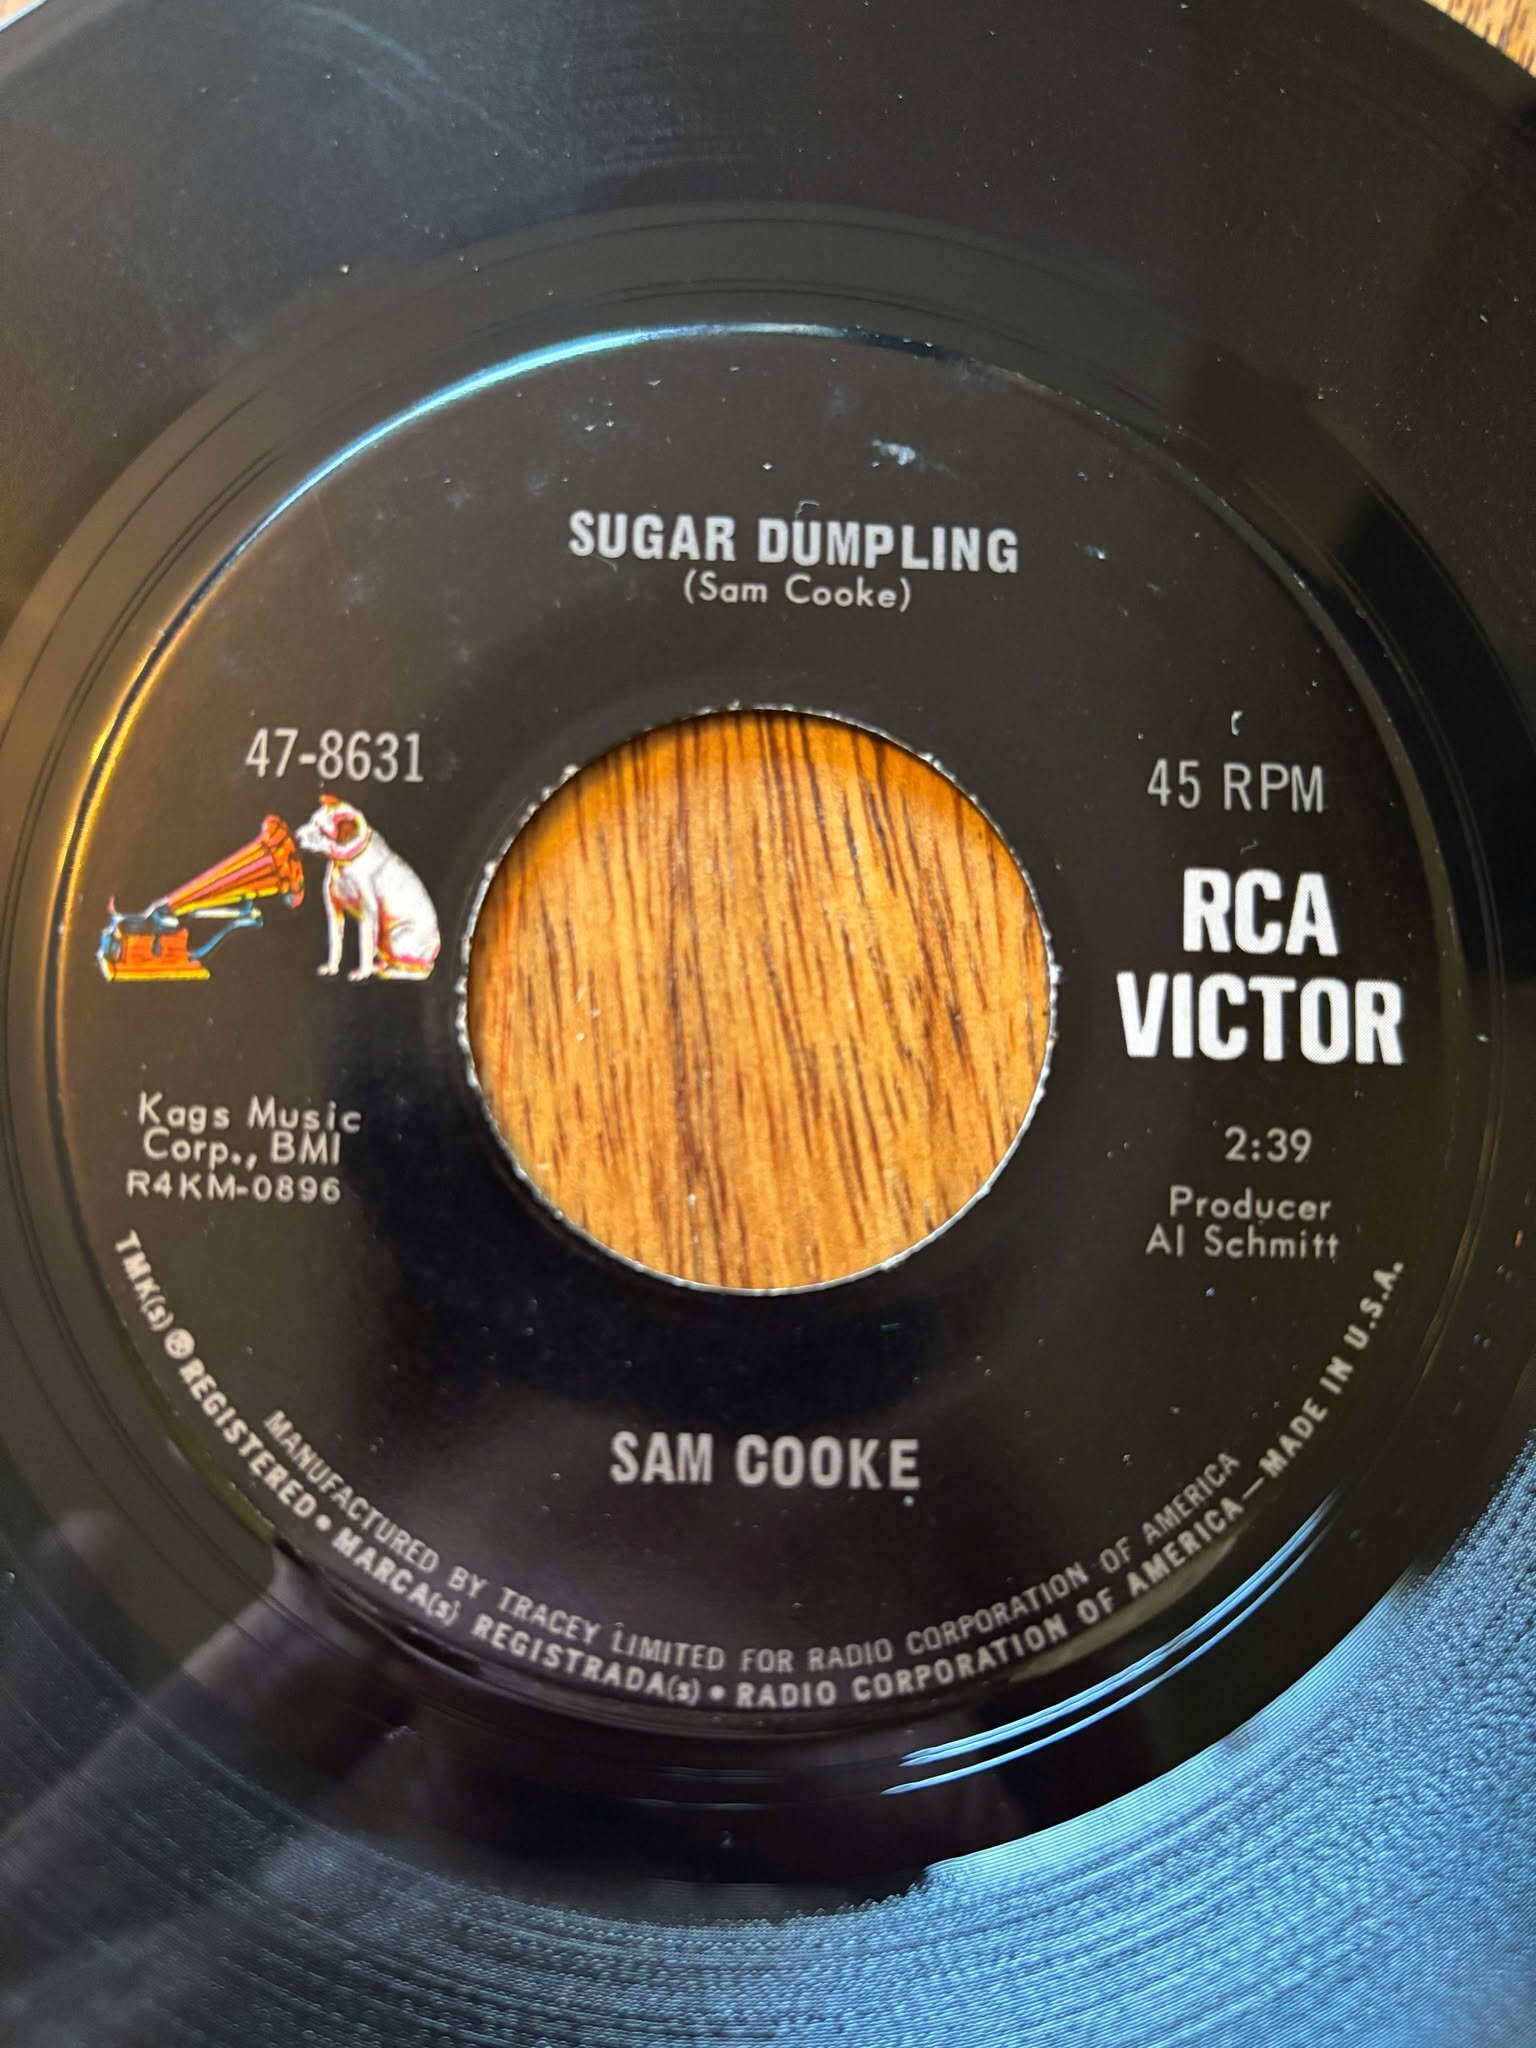 SUGAR DUMPLING
(Sam Cooke)
47-8631
45 RPM
RCA
VICTOR
Kags Music
Corp., BMI
R4KM-0896
2:39
Producer
Al Schmitt
SAM COOKE
MANUFACTURED BY TRACEY LIMITED FOR RADIO CORPORATION OF AMERICA
TMK(s) ® REGISTERED • MARCA(s) REGISTRADA(s) • RADIO CORPORATION OF AMERICA—MADE IN U.S.A.